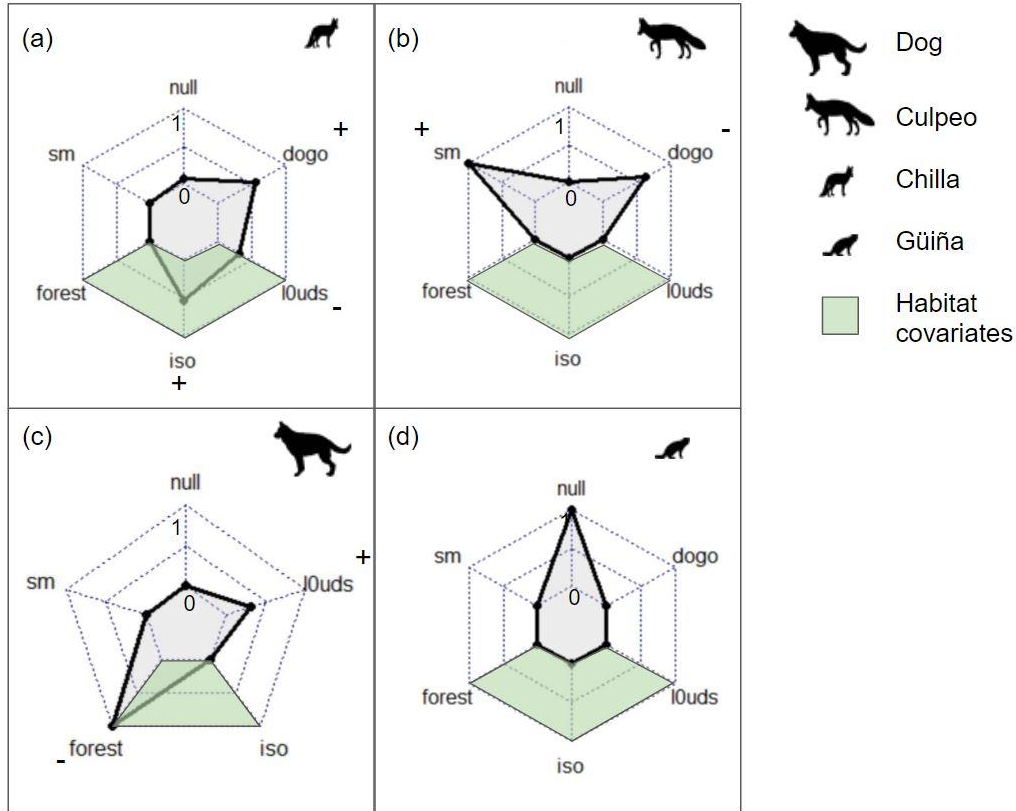 (a)
null
1
+
sm
dogo
0
forest
l0uds
-
iso
+
(b)
null
+
1
-
sm
dogo
0
forest
l0uds
iso
Dog
Culpeo
Chilla
Güiña
Habitat
covariates
(c)
null
1
+
sm
l0uds
0
- forest
iso
(d)
null
1
sm
dogo
0
forest
l0uds
iso